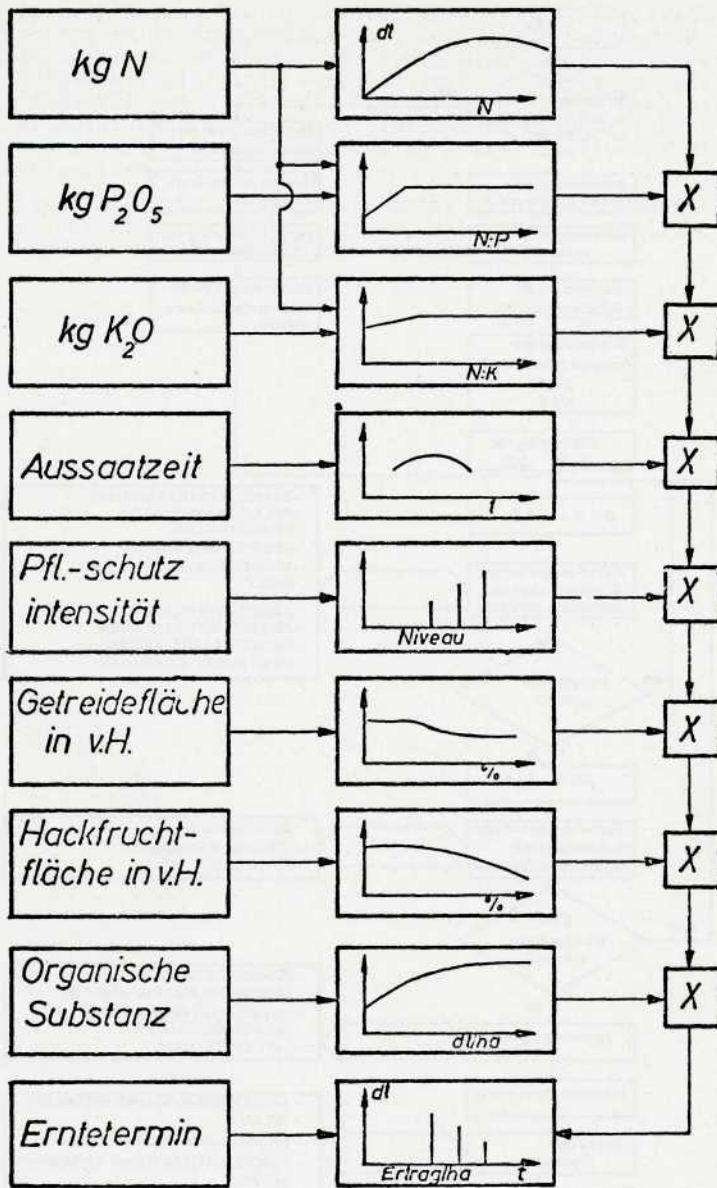 kg N
dt
N
kg P₂O₅
N:P
X
kg K₂O
N:K
X
Aussaatzeit
t
X
Pfl.-schutz
intensität
Niveau
X
Getreidefläche
in v.H.
%
X
Hackfrucht-
fläche in v.H.
%
X
Organische
Substanz
dt/ha
X
Erntetermin
dt
Ertrag/ha
t